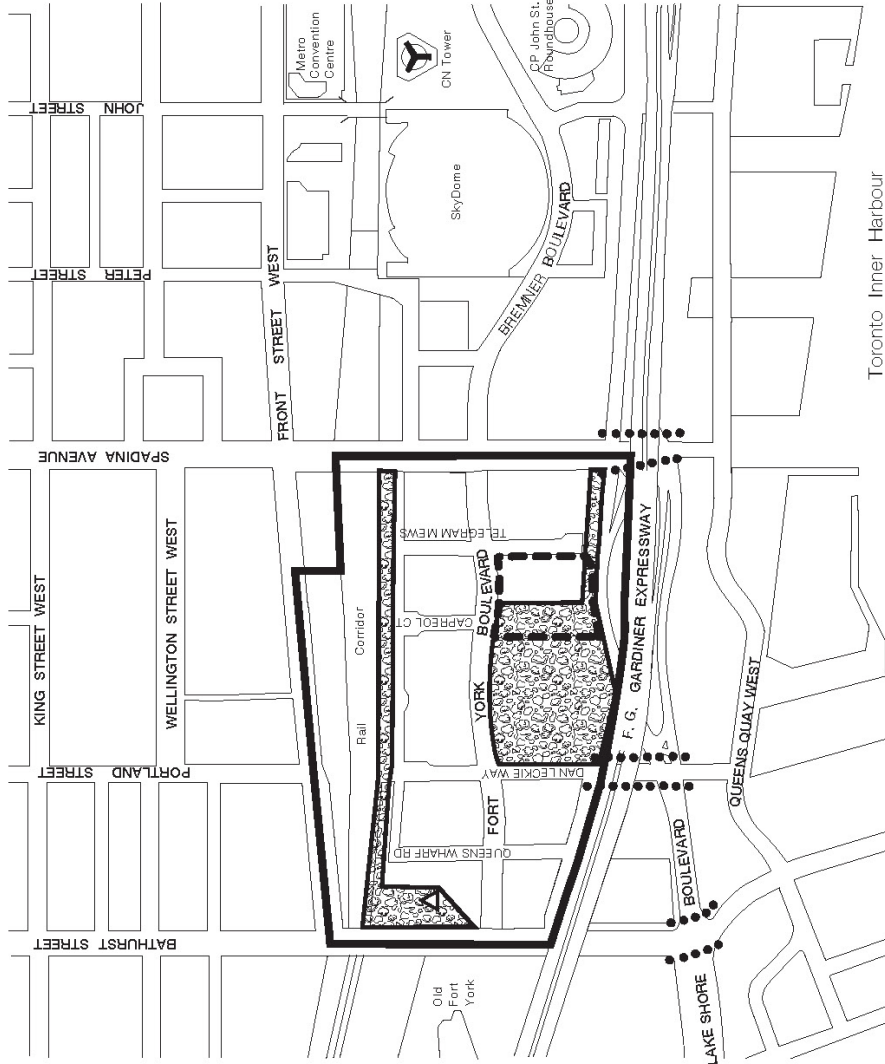 JOHN STREET
Metro
Convention
Centre
CN Tower
CP John St.
Roundhouse
PETER STREET
FRONT STREET WEST
SkyDome
BREMNER BOULEVARD
Toronto Inner Harbour
SPADINA AVENUE
KING STREET WEST
WELLINGTON STREET WEST
Rail Corridor
TELEGRAM MEWS
CAPREOL CT
FORT YORK BOULEVARD
F. G. GARDINER EXPRESSWAY
QUEENS QUAY WEST
PORTLAND STREET
DAN LECKIE WAY
QUEENS WHARF RD
BATHURST STREET
Old
Fort
York
LAKE SHORE BOULEVARD